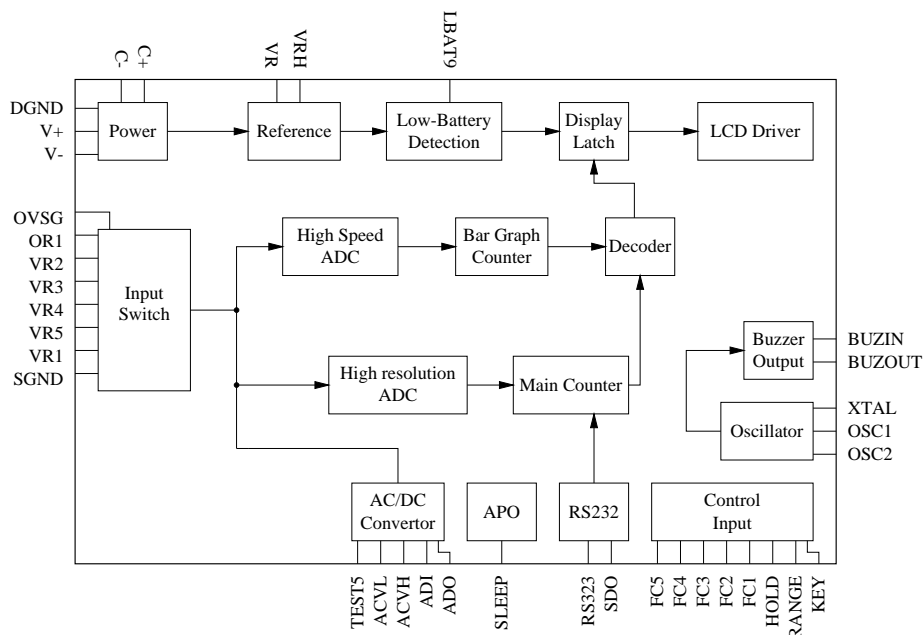 C-
C+
VR
VRH
LBAT9
DGND
V+
V-
Power
Reference
Low-Battery
Detection
Display
Latch
LCD Driver
OVSG
OR1
VR2
VR3
VR4
VR5
VR1
SGND
Input
Switch
High Speed
ADC
Bar Graph
Counter
Decoder
High resolution
ADC
Main Counter
Buzzer
Output
BUZIN
BUZOUT
Oscillator
XTAL
OSC1
OSC2
AC/DC
Convertor
APO
RS232
Control
Input
TEST5
ACVL
ACVH
ADI
ADO
SLEEP
RS323
SDO
FC5
FC4
FC3
FC2
FC1
HOLD
RANGE
KEY